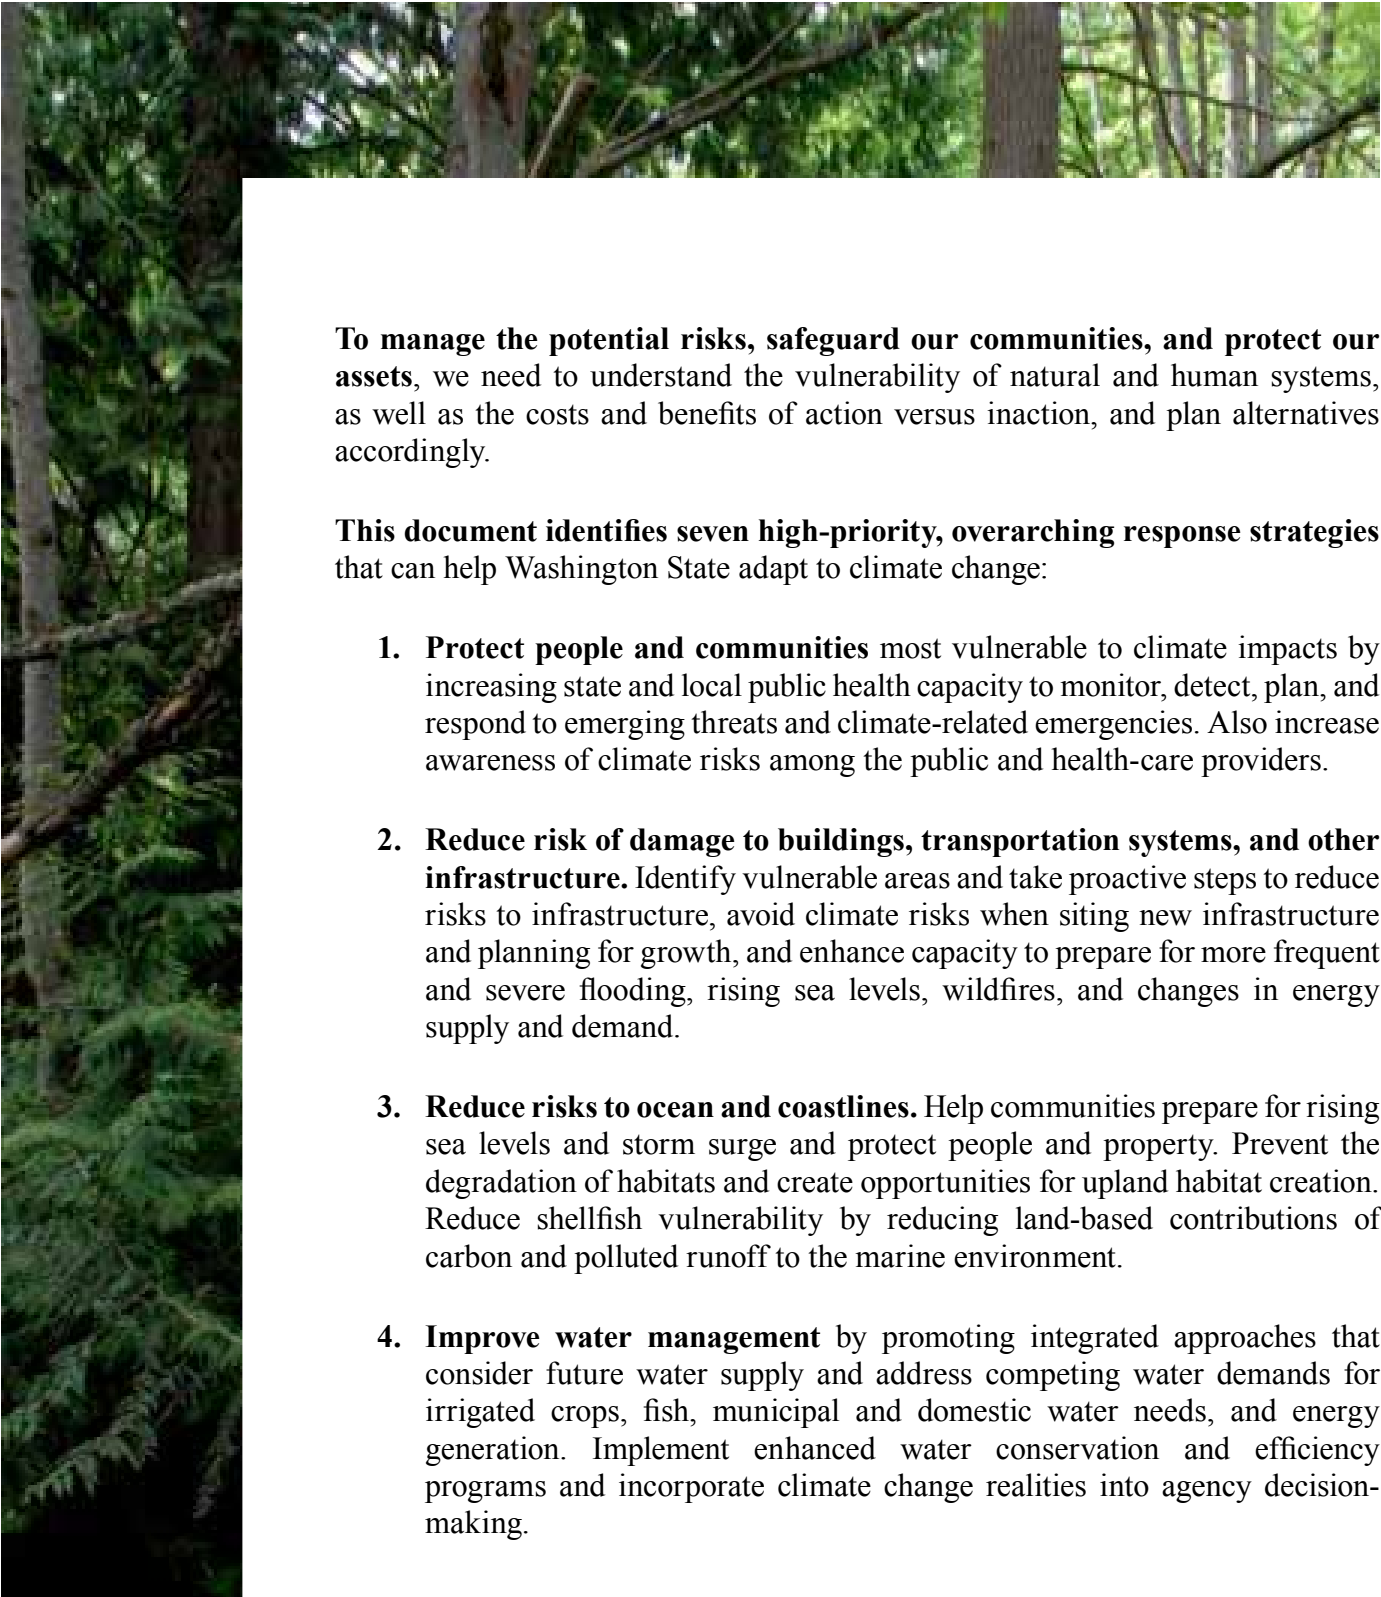 To manage the potential risks, safeguard our communities, and protect our
assets, we need to understand the vulnerability of natural and human systems,
as well as the costs and benefits of action versus inaction, and plan alternatives
accordingly.
This document identifies seven high-priority, overarching response strategies
that can help Washington State adapt to climate change:
1. Protect people and communities most vulnerable to climate impacts by
increasing state and local public health capacity to monitor, detect, plan, and
respond to emerging threats and climate-related emergencies. Also increase
awareness of climate risks among the public and health-care providers.
2. Reduce risk of damage to buildings, transportation systems, and other
infrastructure. Identify vulnerable areas and take proactive steps to reduce
risks to infrastructure, avoid climate risks when siting new infrastructure
and planning for growth, and enhance capacity to prepare for more frequent
and severe flooding, rising sea levels, wildfires, and changes in energy
supply and demand.
3. Reduce risks to ocean and coastlines. Help communities prepare for rising
sea levels and storm surge and protect people and property. Prevent the
degradation of habitats and create opportunities for upland habitat creation.
Reduce shellfish vulnerability by reducing land-based contributions of
carbon and polluted runoff to the marine environment.
4. Improve water management by promoting integrated approaches that
consider future water supply and address competing water demands for
irrigated crops, fish, municipal and domestic water needs, and energy
generation. Implement enhanced water conservation and efficiency
programs and incorporate climate change realities into agency decision-
making.